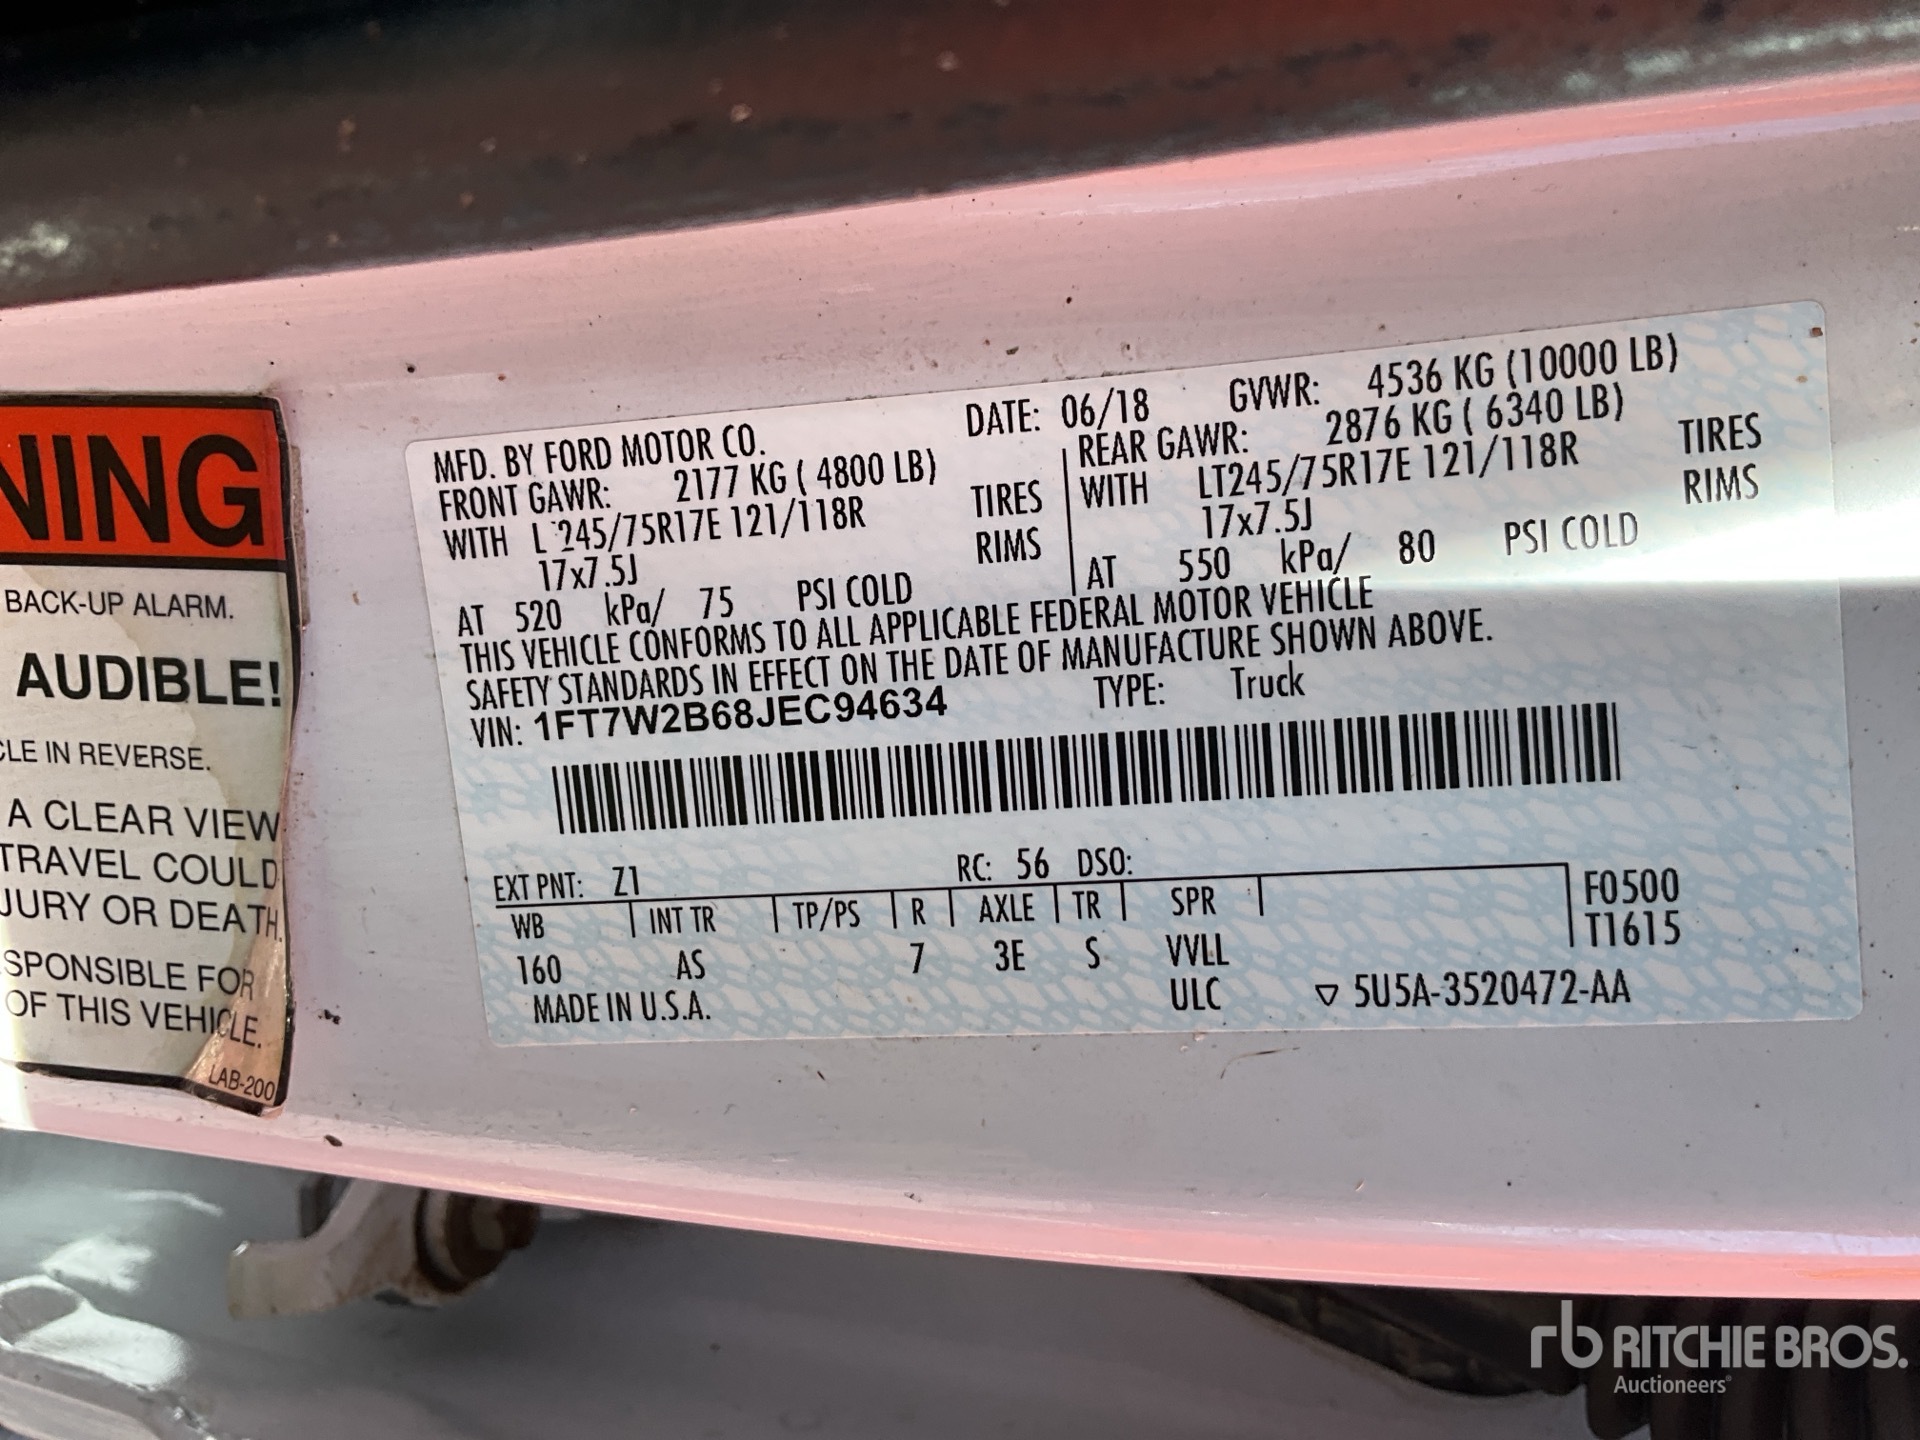 NING
BACK-UP ALARM.
AUDIBLE!
CLE IN REVERSE.
A CLEAR VIEW
TRAVEL COULD
JURY OR DEATH.
SPONSIBLE FOR
OF THIS VEHICLE.
LAB-200
MFD. BY FORD MOTOR CO. DATE: 06/18 GVWR: 4536 KG (10000 LB)
FRONT GAWR: 2177 KG ( 4800 LB) REAR GAWR: 2876 KG ( 6340 LB)
WITH L 245/75R17E 121/118R TIRES WITH LT245/75R17E 121/118R TIRES
17x7.5J RIMS 17x7.5J RIMS
AT 520 kPa/ 75 PSI COLD AT 550 kPa/ 80 PSI COLD
THIS VEHICLE CONFORMS TO ALL APPLICABLE FEDERAL MOTOR VEHICLE
SAFETY STANDARDS IN EFFECT ON THE DATE OF MANUFACTURE SHOWN ABOVE.
VIN: 1FT7W2B68JEC94634 TYPE: Truck
EXT PNT: Z1 RC: 56 DSO:
WB INT TR TP/PS R AXLE TR SPR F0500
160 AS 7 3E S VVLL T1615
MADE IN U.S.A. ULC ▽ 5U5A-3520472-AA
rb RITCHIE BROS.
Auctioneers®